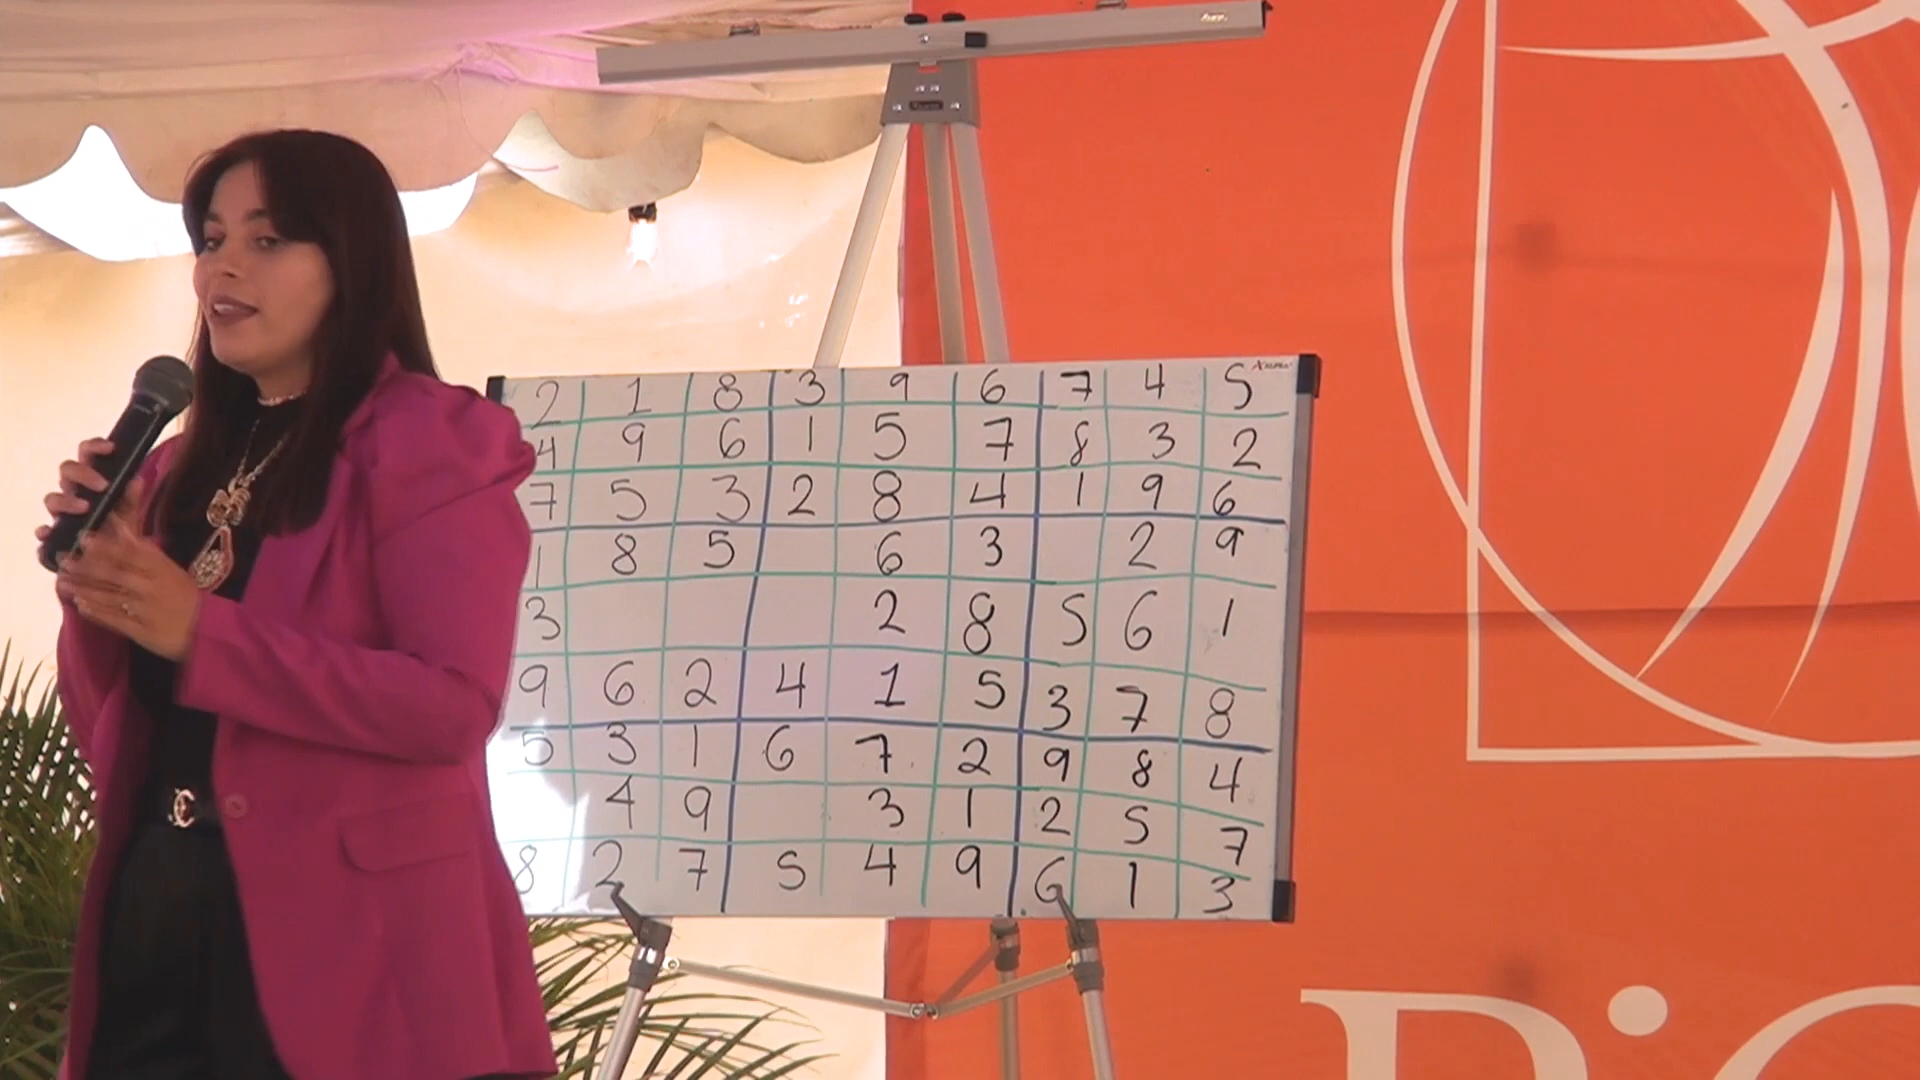 2 1 8 3 9 6 7 4 5
4 9 6 1 5 7 8 3 2
7 5 3 2 8 4 1 9 6
1 8 5 6 3 2 9
3 2 8 5 6 1
9 6 2 4 1 5 3 7 8
5 3 1 6 7 2 9 8 4
4 9 3 1 2 5 7
8 2 7 5 4 9 6 1 3